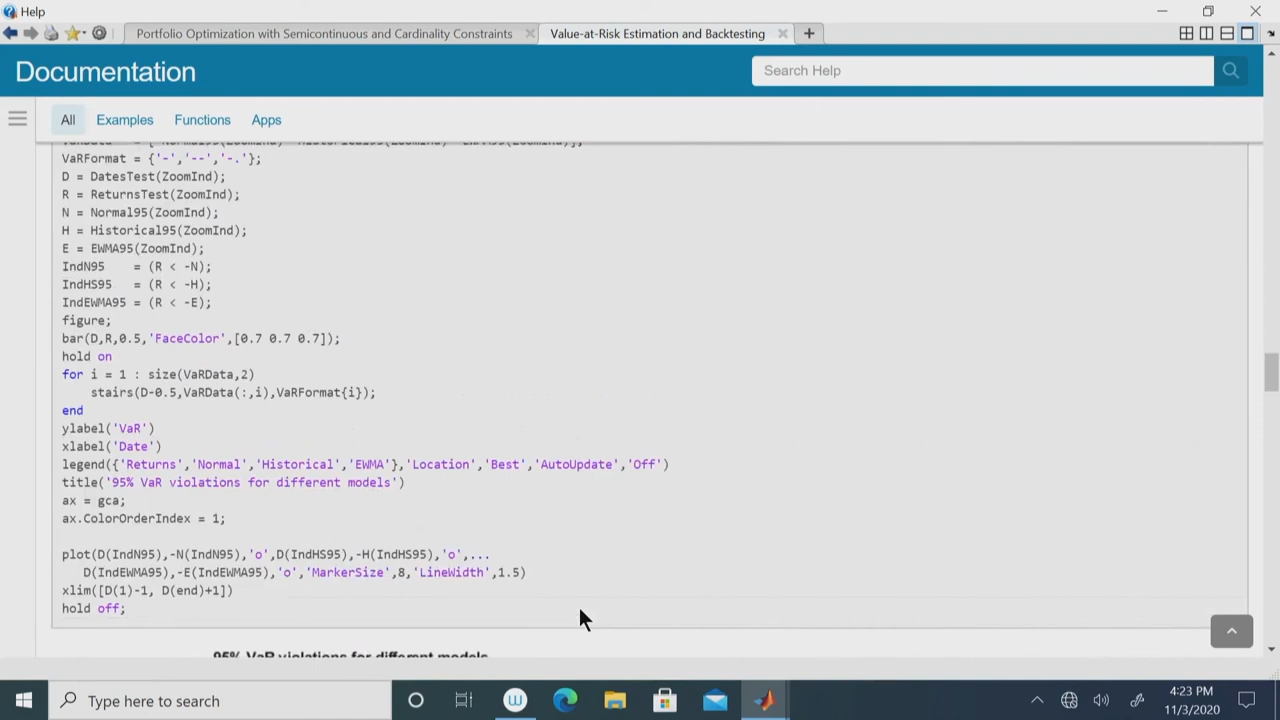 Help
Portfolio Optimization with Semicontinuous and Cardinality Constraints
Value-at-Risk Estimation and Backtesting
Documentation
Search Help
All
Examples
Functions
Apps
VaRFormat = {'-','--','-.'};
D = DatesTest(ZoomInd);
R = ReturnsTest(ZoomInd);
N = Normal95(ZoomInd);
H = Historical95(ZoomInd);
E = EWMA95(ZoomInd);
IndN95    = (R < -N);
IndHS95   = (R < -H);
IndEWMA95 = (R < -E);
figure;
bar(D,R,0.5,'FaceColor',[0.7 0.7 0.7]);
hold on
for i = 1 : size(VaRData,2)
    stairs(D-0.5,VaRData(:,i),VaRFormat{i});
end
ylabel('VaR')
xlabel('Date')
legend({'Returns','Normal','Historical','EWMA'},'Location','Best','AutoUpdate','Off')
title('95% VaR violations for different models')
ax = gca;
ax.ColorOrderIndex = 1;
plot(D(IndN95),-N(IndN95),'o',D(IndHS95),-H(IndHS95),'o',...
   D(IndEWMA95),-E(IndEWMA95),'o','MarkerSize',8,'LineWidth',1.5)
xlim([D(1)-1, D(end)+1])
hold off;
95% VaR violations for different models
Type here to search
4:23 PM
11/3/2020